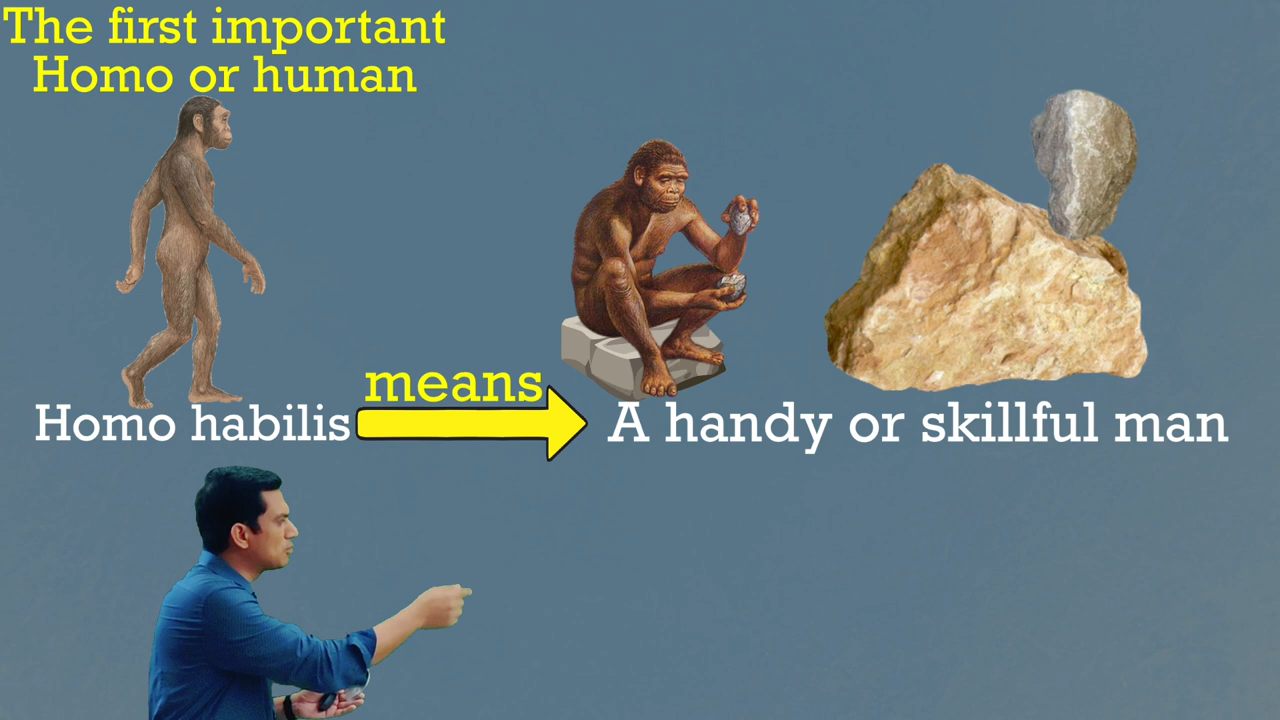 The first important
Homo or human
means
Homo habilis
A handy or skillful man